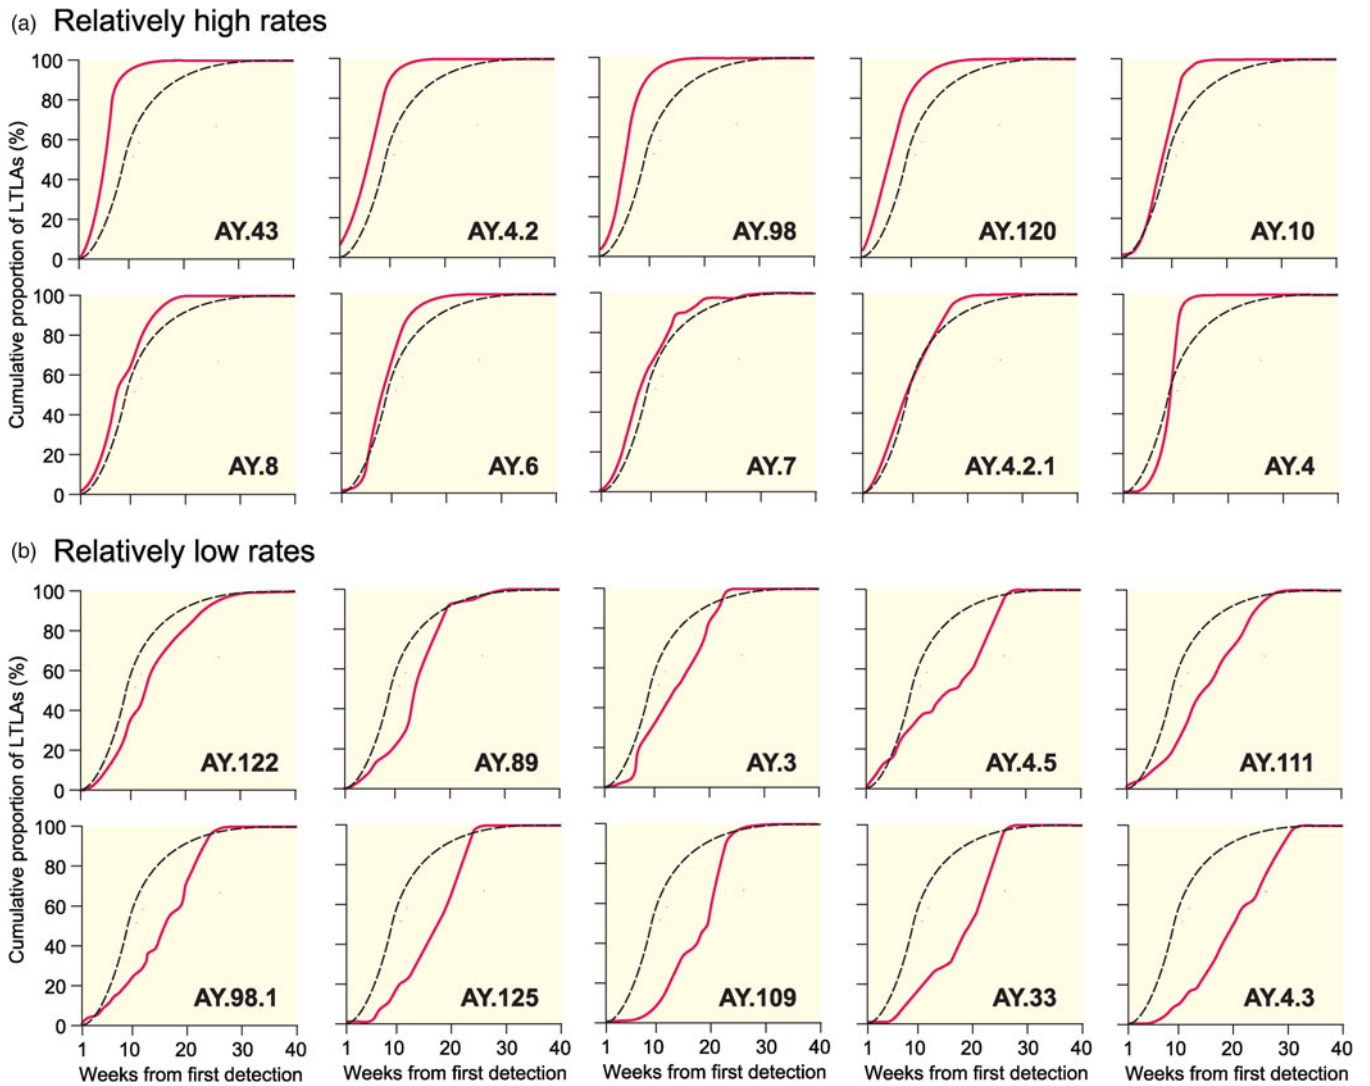 (a) Relatively high rates
Cumulative proportion of LTLAs (%)
100
80
60
40
20
0
AY.43
AY.4.2
AY.98
AY.120
AY.10
100
80
60
40
20
0
AY.8
AY.6
AY.7
AY.4.2.1
AY.4
(b) Relatively low rates
Cumulative proportion of LTLAs (%)
100
80
60
40
20
0
AY.122
AY.89
AY.3
AY.4.5
AY.111
100
80
60
40
20
0
AY.98.1
AY.125
AY.109
AY.33
AY.4.3
1 10 20 30 40
1 10 20 30 40
1 10 20 30 40
1 10 20 30 40
1 10 20 30 40
Weeks from first detection
Weeks from first detection
Weeks from first detection
Weeks from first detection
Weeks from first detection